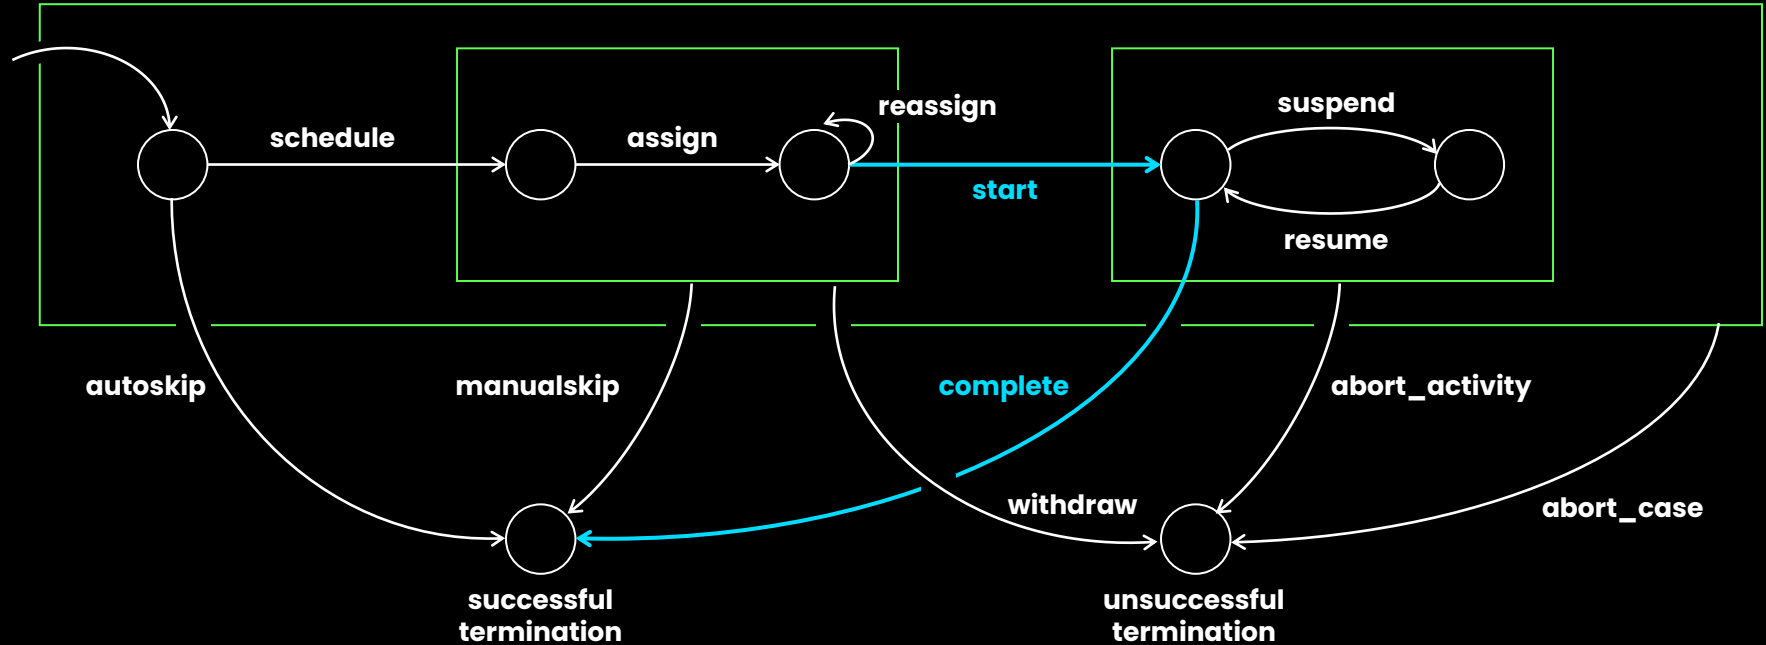 reassign
suspend
schedule
assign
start
resume
autoskip
manualskip
complete
abort_activity
withdraw
abort_case
successful
termination
unsuccessful
termination